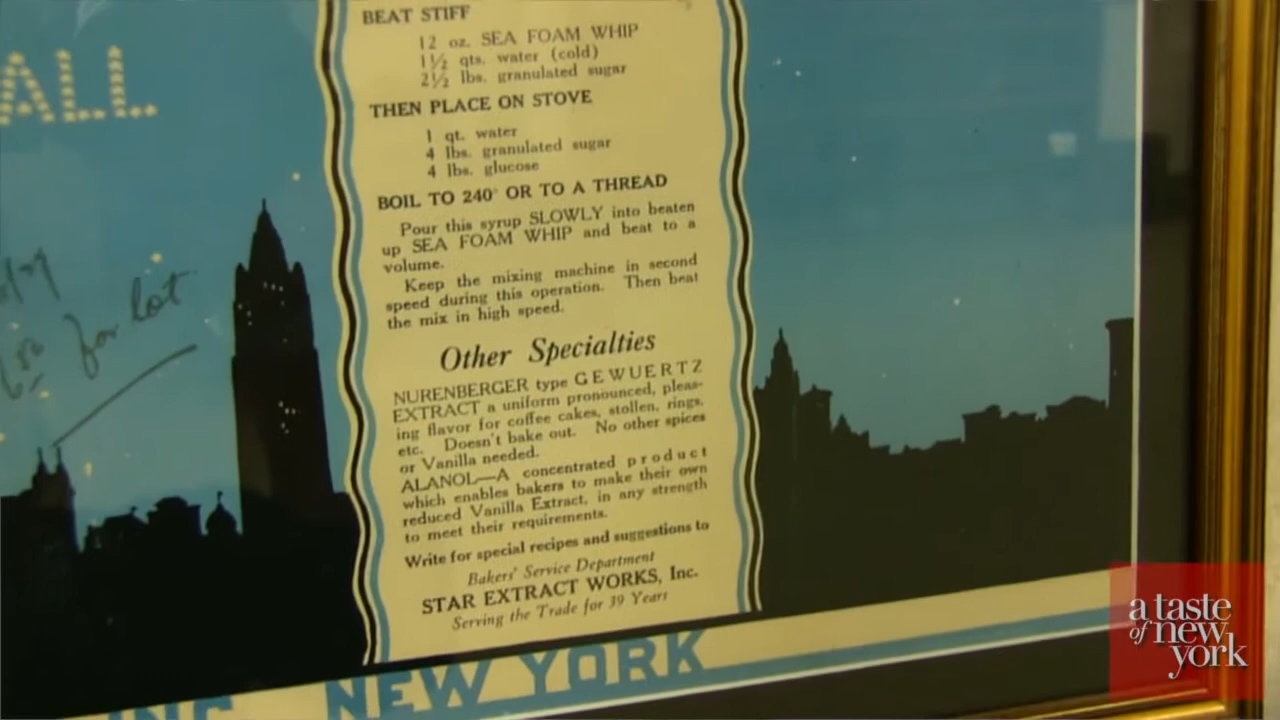 ALL
BEAT STIFF
12 oz. SEA FOAM WHIP
1½ qts. water (cold)
2½ lbs. granulated sugar
THEN PLACE ON STOVE
1 qt. water
4 lbs. granulated sugar
4 lbs. glucose
BOIL TO 240° OR TO A THREAD
Pour this syrup SLOWLY into beaten
up SEA FOAM WHIP and beat to a
volume.
Keep the mixing machine in second
speed during this operation. Then beat
the mix in high speed.
Other Specialties
NURENBERGER type GEWUERTZ
EXTRACT a uniform pronounced, pleas-
ing flavor for coffee cakes, stollen, rings,
etc. Doesn't bake out. No other spices
or Vanilla needed.
ALANOL—A concentrated product
which enables bakers to make their own
reduced Vanilla Extract, in any strength
to meet their requirements.
Write for special recipes and suggestions to
Bakers' Service Department
STAR EXTRACT WORKS, Inc.
Serving the Trade for 39 Years
for lot
INC. NEW YORK
a taste
of new
york